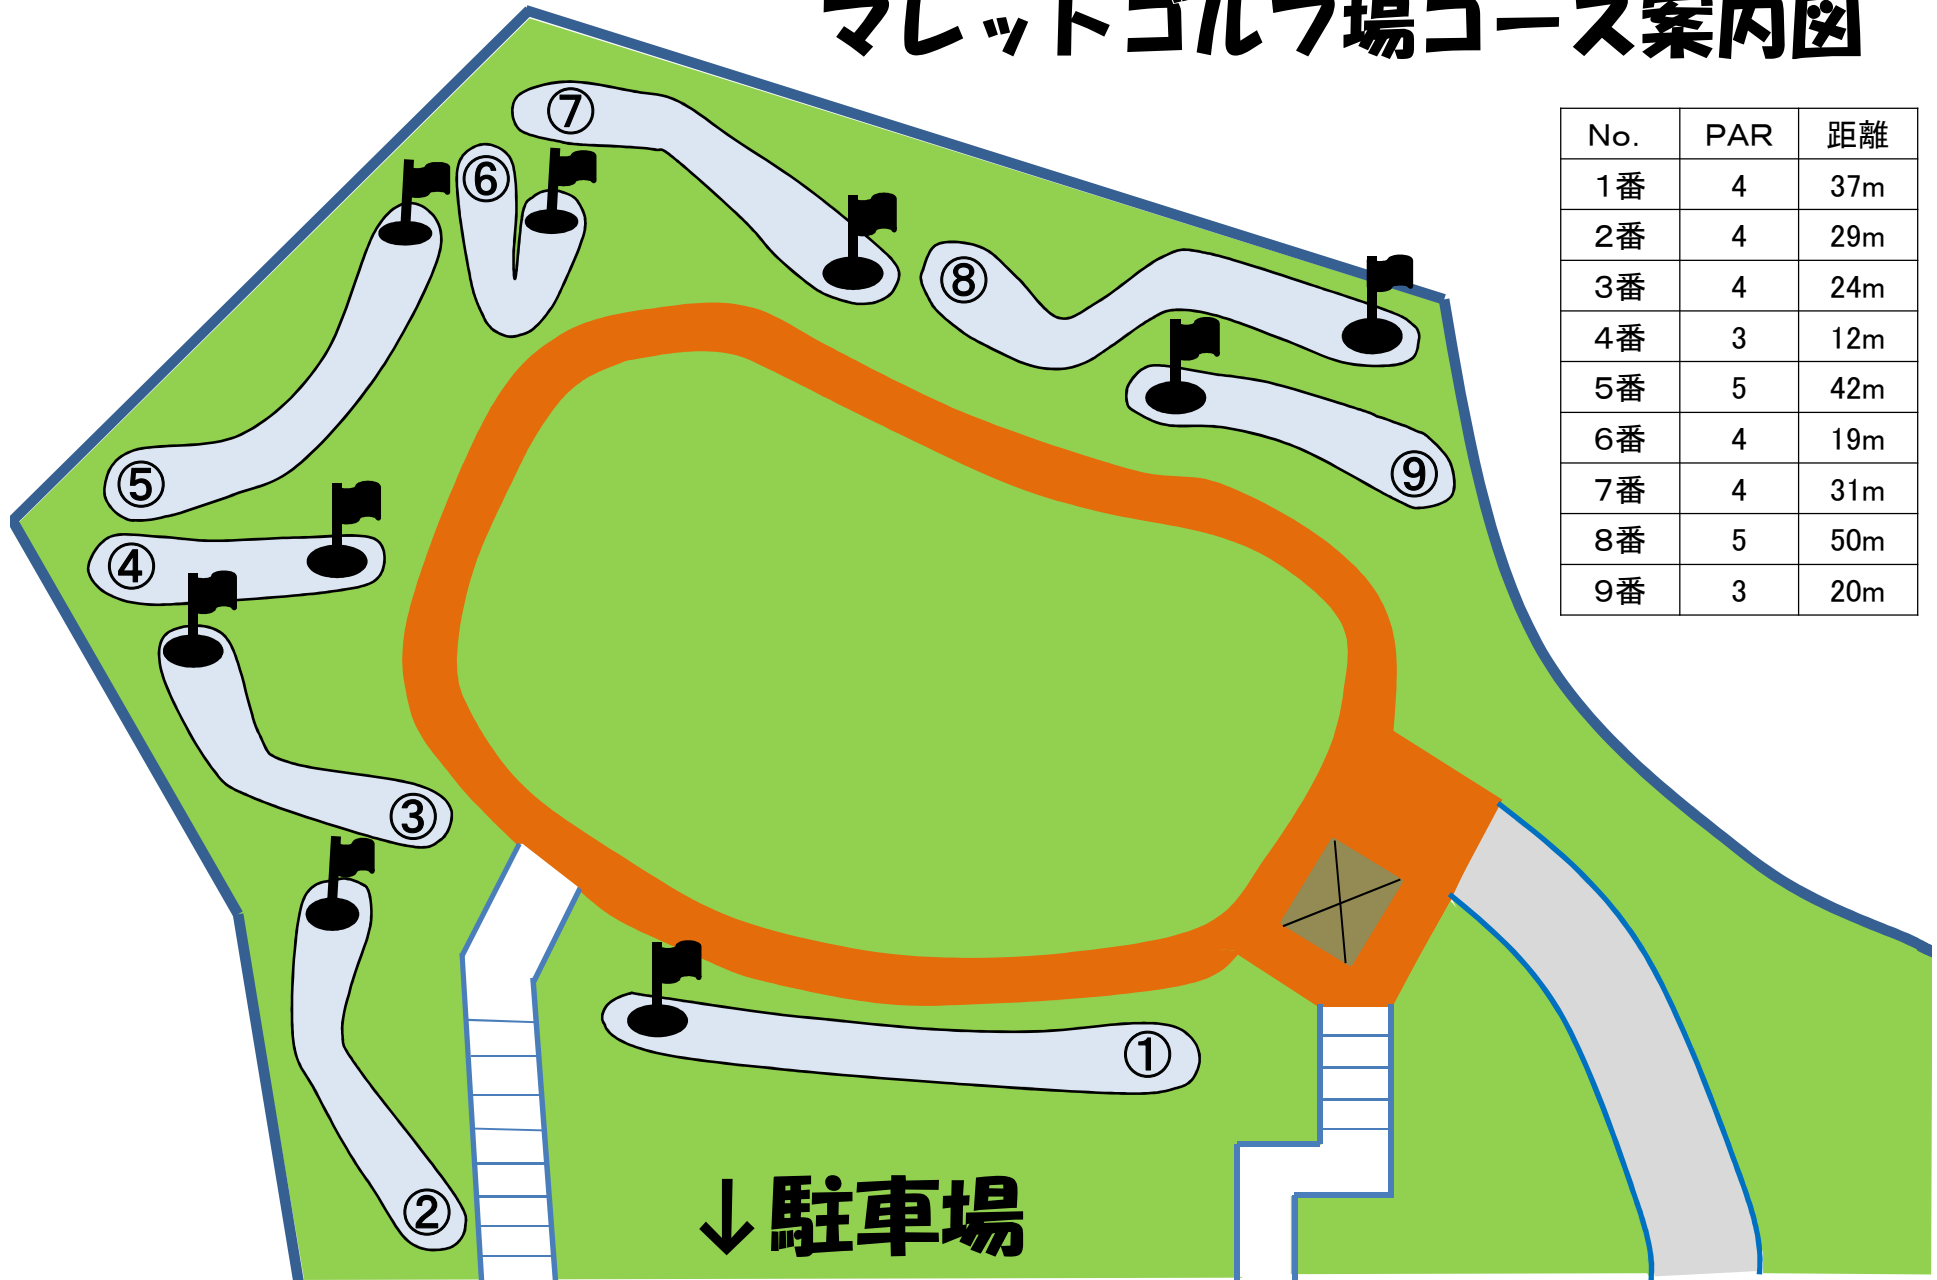 マレットゴルフ場コース案内図
No. PAR 距離
1番 4 37m
2番 4 29m
3番 4 24m
4番 3 12m
5番 5 42m
6番 4 19m
7番 4 31m
8番 5 50m
9番 3 20m
⑦
⑥
⑧
⑤
⑨
④
③
①
②
↓駐車場